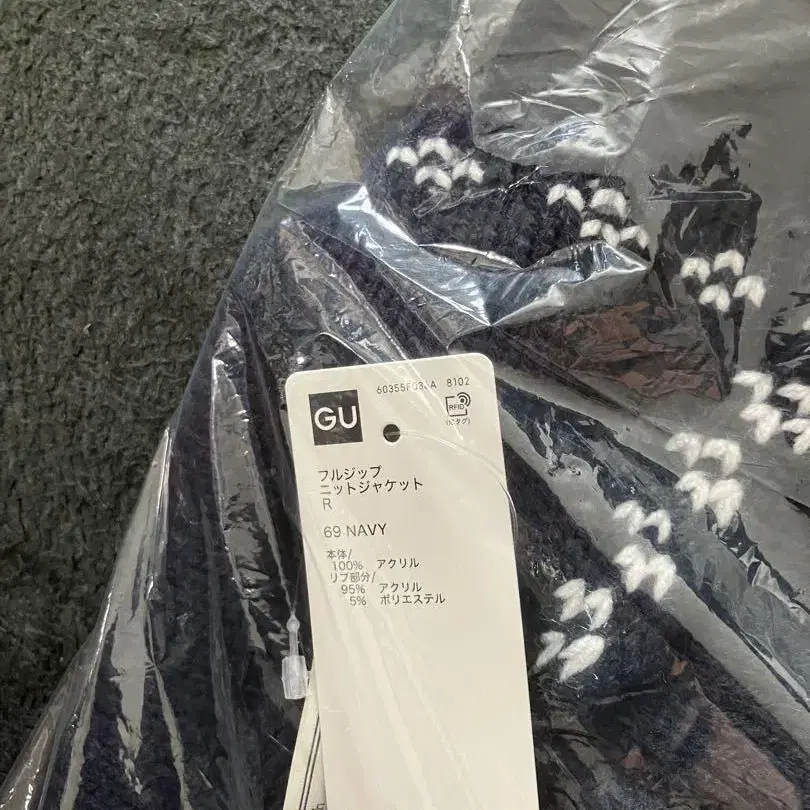 GU
8102
RFID
(ICタグ)
フルジップ
ニットジャケット
R
69 NAVY
本体/
100% アクリル
リブ部分/
95% アクリル
5% ポリエステル